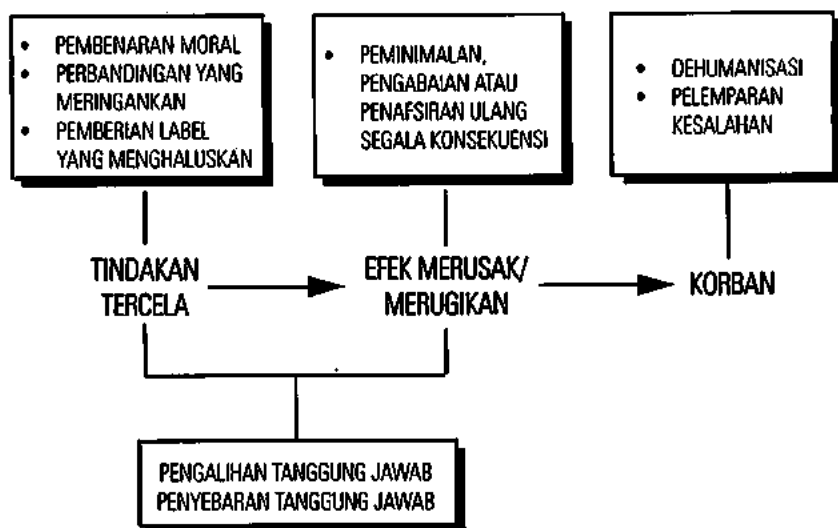 • PEMBENARAN MORAL
• PERBANDINGAN YANG
MERINGANKAN
• PEMBERIAN LABEL
YANG MENGHALUSKAN
• PEMINIMALAN,
PENGABAIAN ATAU
PENAFSIRAN ULANG
SEGALA KONSEKUENSI
• DEHUMANISASI
• PELEMPARAN
KESALAHAN
TINDAKAN
TERCELA
EFEK MERUSAK/
MERUGIKAN
KORBAN
PENGALIHAN TANGGUNG JAWAB
PENYEBARAN TANGGUNG JAWAB